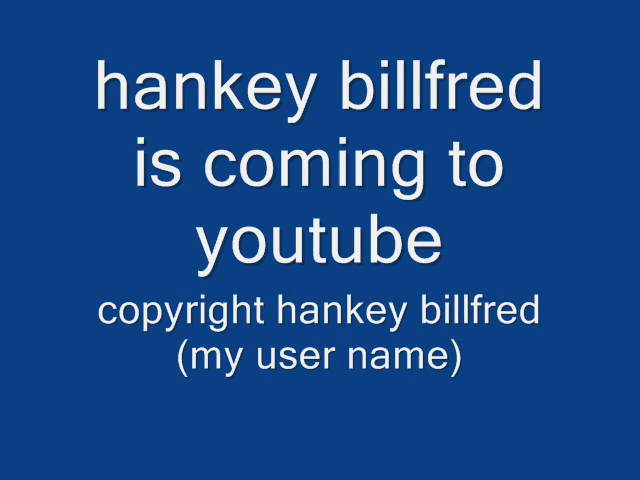 hankey billfred
is coming to
youtube
copyright hankey billfred
(my user name)